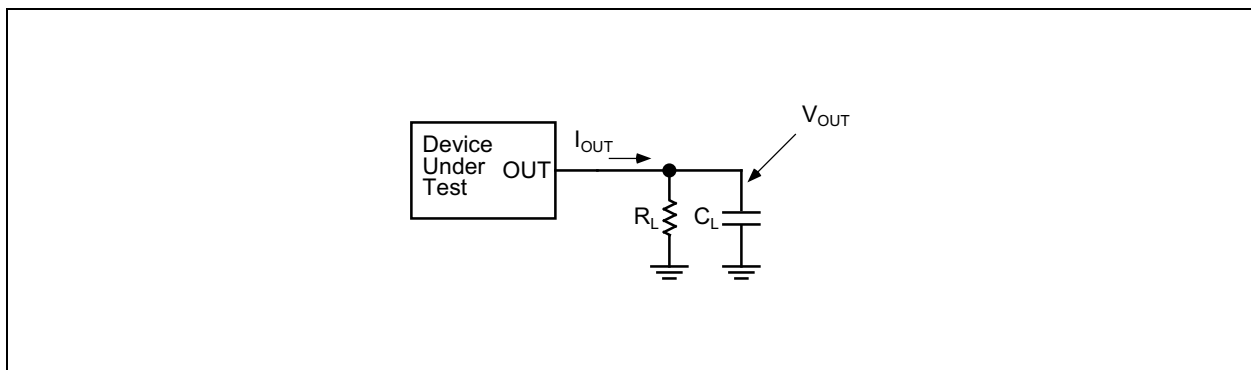 Device
Under
Test
OUT
I_OUT
V_OUT
R_L
C_L